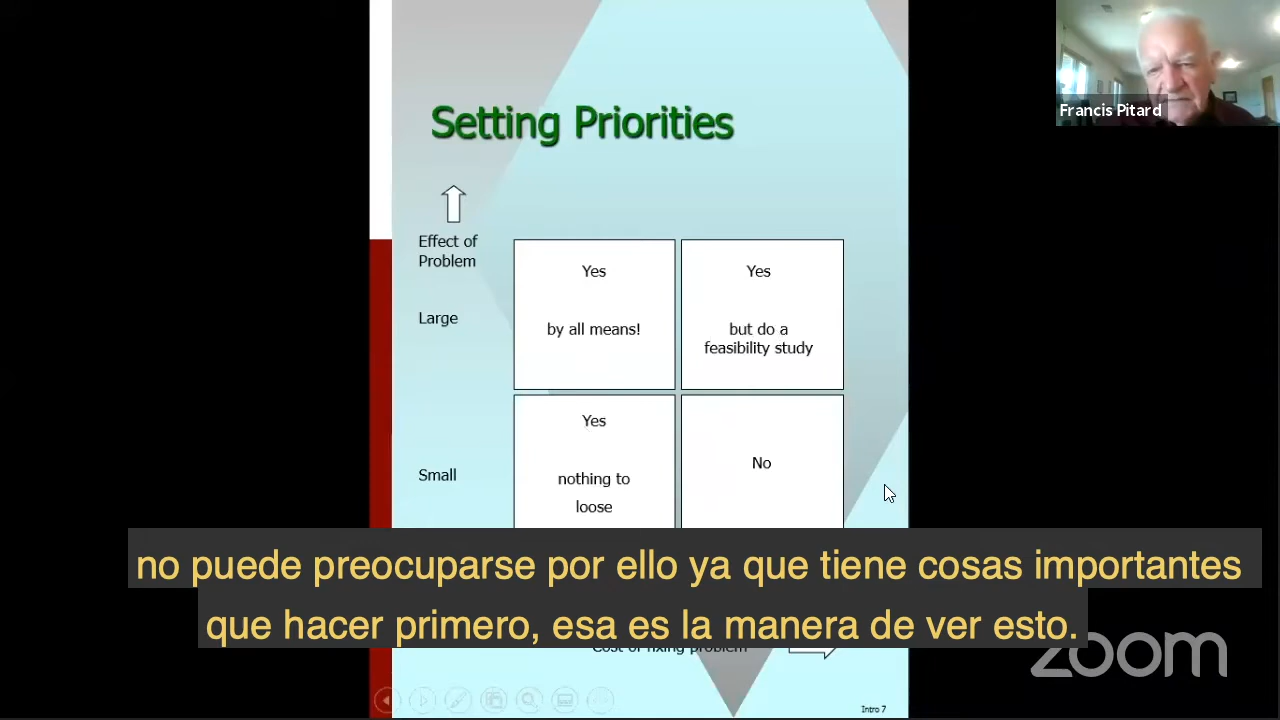 Francis Pitard
Setting Priorities
Effect of
Problem
Large
Yes
by all means!
Yes
but do a
feasibility study
Small
Yes
nothing to
loose
No
no puede preocuparse por ello ya que tiene cosas importantes
que hacer primero, esa es la manera de ver esto.
Cost of fixing problem
zoom
Intro 7